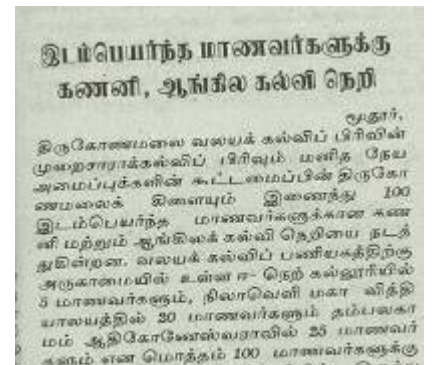 இடம்பெயர்ந்த மாணவர்களுக்கு
கணனி, ஆங்கில கல்வி நெறி
மூதூர்,
திருகோணமலை வலயக் கல்விப் பிரிவின்
முறைசாராக்கல்விப் பிரிவும் மனித நேய
அமைப்புக்களின் கூட்டமைப்பின் திருகோ
ணமலைக் கிளையும் இணைந்து 100
இடம்பெயர்ந்த மாணவர்களுக்கான கண
னி மற்றும் ஆங்கிலக் கல்வி நெறியை நடத்
துகின்றன. வலயக் கல்விப் பணியகத்திற்கு
அருகாமையில் உள்ள ஈ- நெற் கல்லூரியில்
5 மாணவர்களும், நிலாவெளி மகா வித்தி
யாலயத்தில் 20 மாணவர்களும் தம்பலகா
மம் ஆதிகோணேஸ்வராவில் 25 மாணவர்
களும் என மொத்தம் 100 மாணவர்களுக்கு